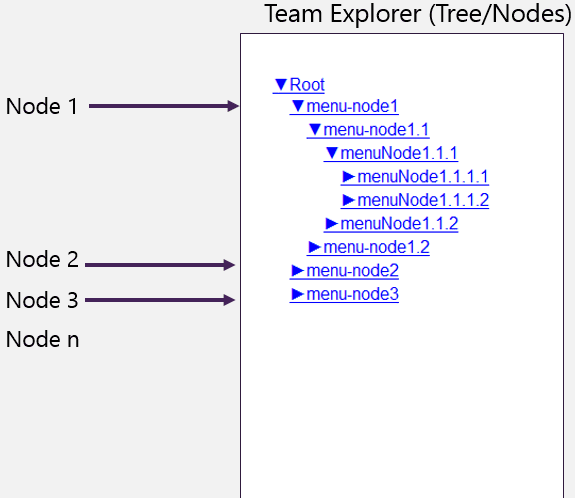 Team Explorer (Tree/Nodes)
▼Root
Node 1
▼menu-node1
▼menu-node1.1
▼menuNode1.1.1
►menuNode1.1.1.1
►menuNode1.1.1.2
►menuNode1.1.2
►menu-node1.2
Node 2
►menu-node2
Node 3
►menu-node3
Node n